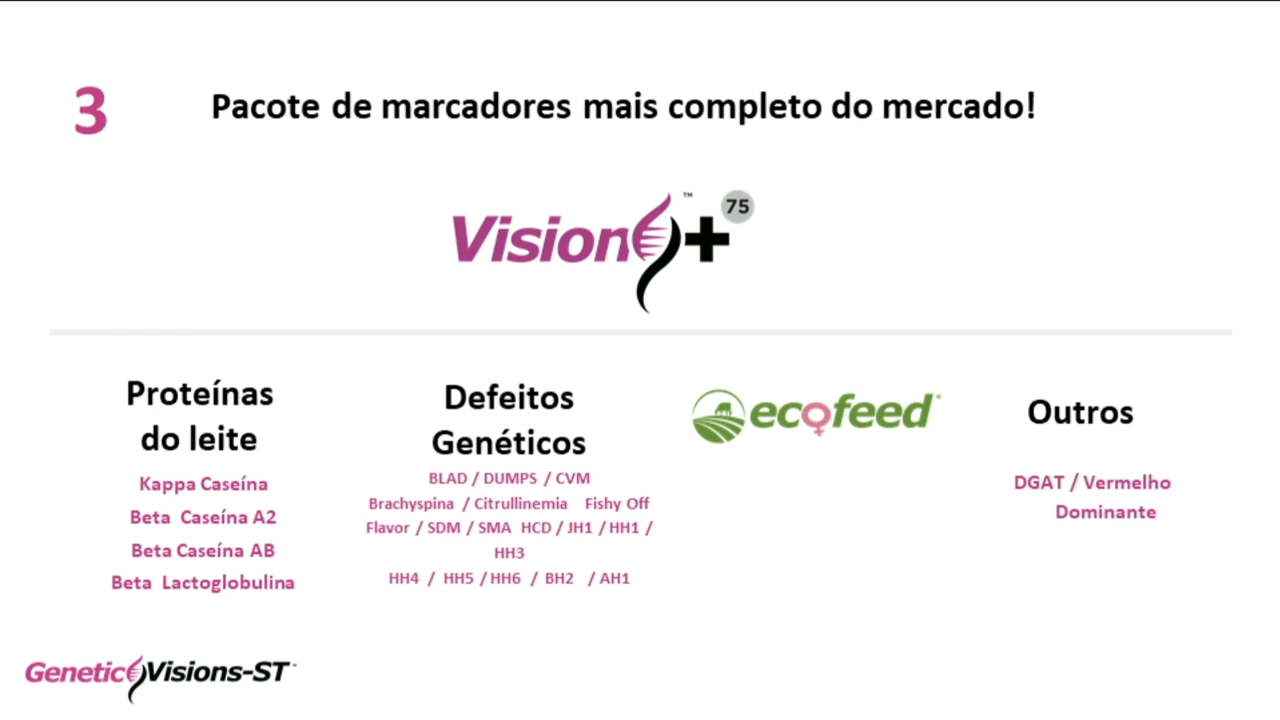 3
Pacote de marcadores mais completo do mercado!
Vision+ ™ 75
Proteínas
do leite
Kappa Caseína
Beta Caseína A2
Beta Caseína AB
Beta Lactoglobulina
Defeitos
Genéticos
BLAD / DUMPS / CVM
Brachyspina / Citrullinemia Fishy Off
Flavor / SDM / SMA HCD / JH1 / HH1 /
HH3
HH4 / HH5 / HH6 / BH2 / AH1
ecofeed
Outros
DGAT / Vermelho
Dominante
GeneticVisions-ST™